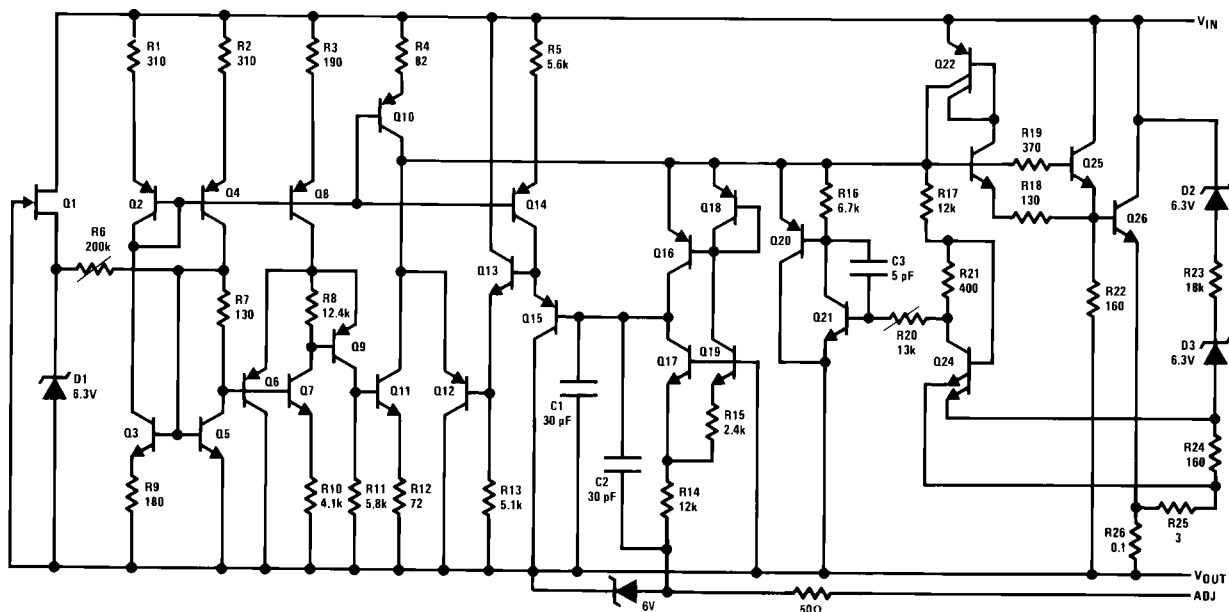 R1
310
R2
310
R3
190
R4
82
R5
5.6k
VIN
Q22
Q10
R19
370
Q25
D2
6.3V
Q1
Q2
Q4
Q8
Q14
Q18
R16
6.7k
R17
12k
R18
130
Q26
R6
200k
Q16
Q20
Q13
C3
5 pF
R21
400
R23
18k
R7
130
R8
12.4k
Q15
Q21
R22
160
R20
13k
D3
6.3V
Q9
Q17
Q19
D1
6.3V
Q6
Q7
Q11
Q12
Q24
C1
30 pF
R15
2.4k
Q3
Q5
R24
160
C2
30 pF
R9
180
R10
4.1k
R11
5.8k
R12
72
R13
5.1k
R14
12k
R25
3
R26
0.1
VOUT
6V
50Ω
ADJ